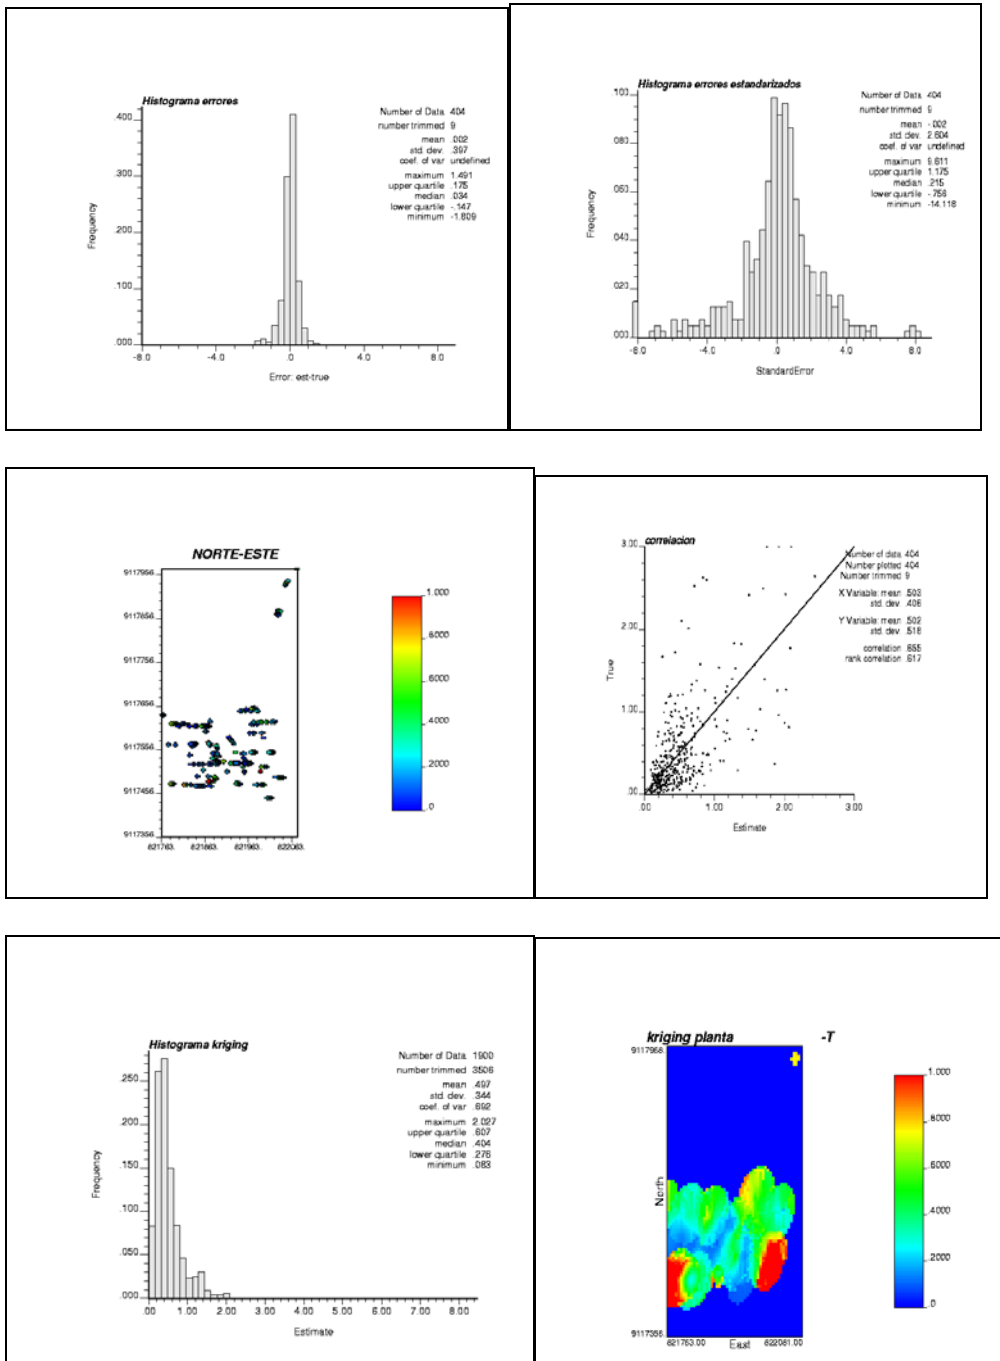 Histograma errores
Number of Data 404
number trimmed 9
mean .002
std. dev. .397
coef. of var undefined
maximum 1.491
upper quartile .175
median .034
lower quartile -.147
minimum -1.809
.400
.300
.200
.100
.000
Frequency
-8.0 -4.0 .0 4.0 8.0
Error: est-true
Histograma errores estandarizados
Number of Data 404
number trimmed 9
mean -.002
std. dev. 2.604
coef. of var undefined
maximum 9.611
upper quartile 1.175
median .215
lower quartile -.756
minimum -14.118
.100
.080
.060
.040
.020
.000
Frequency
-8.0 -4.0 .0 4.0 8.0
StandardError
NORTE-ESTE
9117956.
9117856.
9117756.
9117656.
9117556.
9117456.
9117356.
821763. 821863. 821963. 822063.
1.000
.8000
.6000
.4000
.2000
.0
correlacion
Number of data 404
Number plotted 404
Number trimmed 9
X Variable: mean .503
std. dev. .406
Y Variable: mean .502
std. dev. .518
correlation .655
rank correlation .617
3.00
2.00
1.00
.00
True
.00 1.00 2.00 3.00
Estimate
Histograma kriging
Number of Data 1900
number trimmed 3506
mean .497
std. dev. .344
coef. of var .692
maximum 2.027
upper quartile .607
median .404
lower quartile .276
minimum .083
.250
.200
.150
.100
.050
.000
Frequency
.00 1.00 2.00 3.00 4.00 5.00 6.00 7.00 8.00
Estimate
kriging planta -T
9117968.
North
9117358.
821753.00 East 822081.00
1.000
.8000
.6000
.4000
.2000
.0